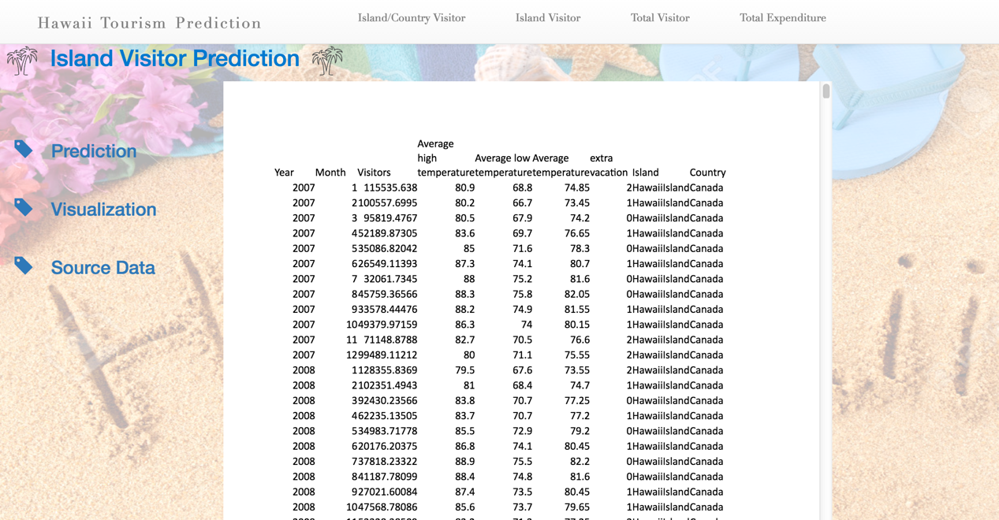 Hawaii Tourism Prediction Island/Country Visitor Island Visitor Total Visitor Total Expenditure
Island Visitor Prediction
Prediction
Visualization
Source Data
Average
high Average low Average extra
Year Month Visitors temperature temperature temperature vacation Island Country
2007 1 115535.638 80.9 68.8 74.85 2 HawaiiIsland Canada
2007 2 100557.6995 80.2 66.7 73.45 1 HawaiiIsland Canada
2007 3 95819.4767 80.5 67.9 74.2 0 HawaiiIsland Canada
2007 4 52189.87305 83.6 69.7 76.65 1 HawaiiIsland Canada
2007 5 35086.82042 85 71.6 78.3 0 HawaiiIsland Canada
2007 6 26549.11393 87.3 74.1 80.7 1 HawaiiIsland Canada
2007 7 32061.7345 88 75.2 81.6 0 HawaiiIsland Canada
2007 8 45759.36566 88.3 75.8 82.05 0 HawaiiIsland Canada
2007 9 33578.44476 88.2 74.9 81.55 1 HawaiiIsland Canada
2007 10 49379.97159 86.3 74 80.15 1 HawaiiIsland Canada
2007 11 71148.8788 82.7 70.5 76.6 2 HawaiiIsland Canada
2007 12 99489.11212 80 71.1 75.55 2 HawaiiIsland Canada
2008 1 128355.8369 79.5 67.6 73.55 2 HawaiiIsland Canada
2008 2 102351.4943 81 68.4 74.7 1 HawaiiIsland Canada
2008 3 92430.23566 83.8 70.7 77.25 0 HawaiiIsland Canada
2008 4 62235.13505 83.7 70.7 77.2 1 HawaiiIsland Canada
2008 5 34983.71778 85.5 72.9 79.2 0 HawaiiIsland Canada
2008 6 20176.20375 86.8 74.1 80.45 1 HawaiiIsland Canada
2008 7 37818.23322 88.9 75.5 82.2 0 HawaiiIsland Canada
2008 8 41187.78099 88.4 74.8 81.6 0 HawaiiIsland Canada
2008 9 27021.60084 87.4 73.5 80.45 1 HawaiiIsland Canada
2008 10 47568.78086 85.6 73.7 79.65 1 HawaiiIsland Canada